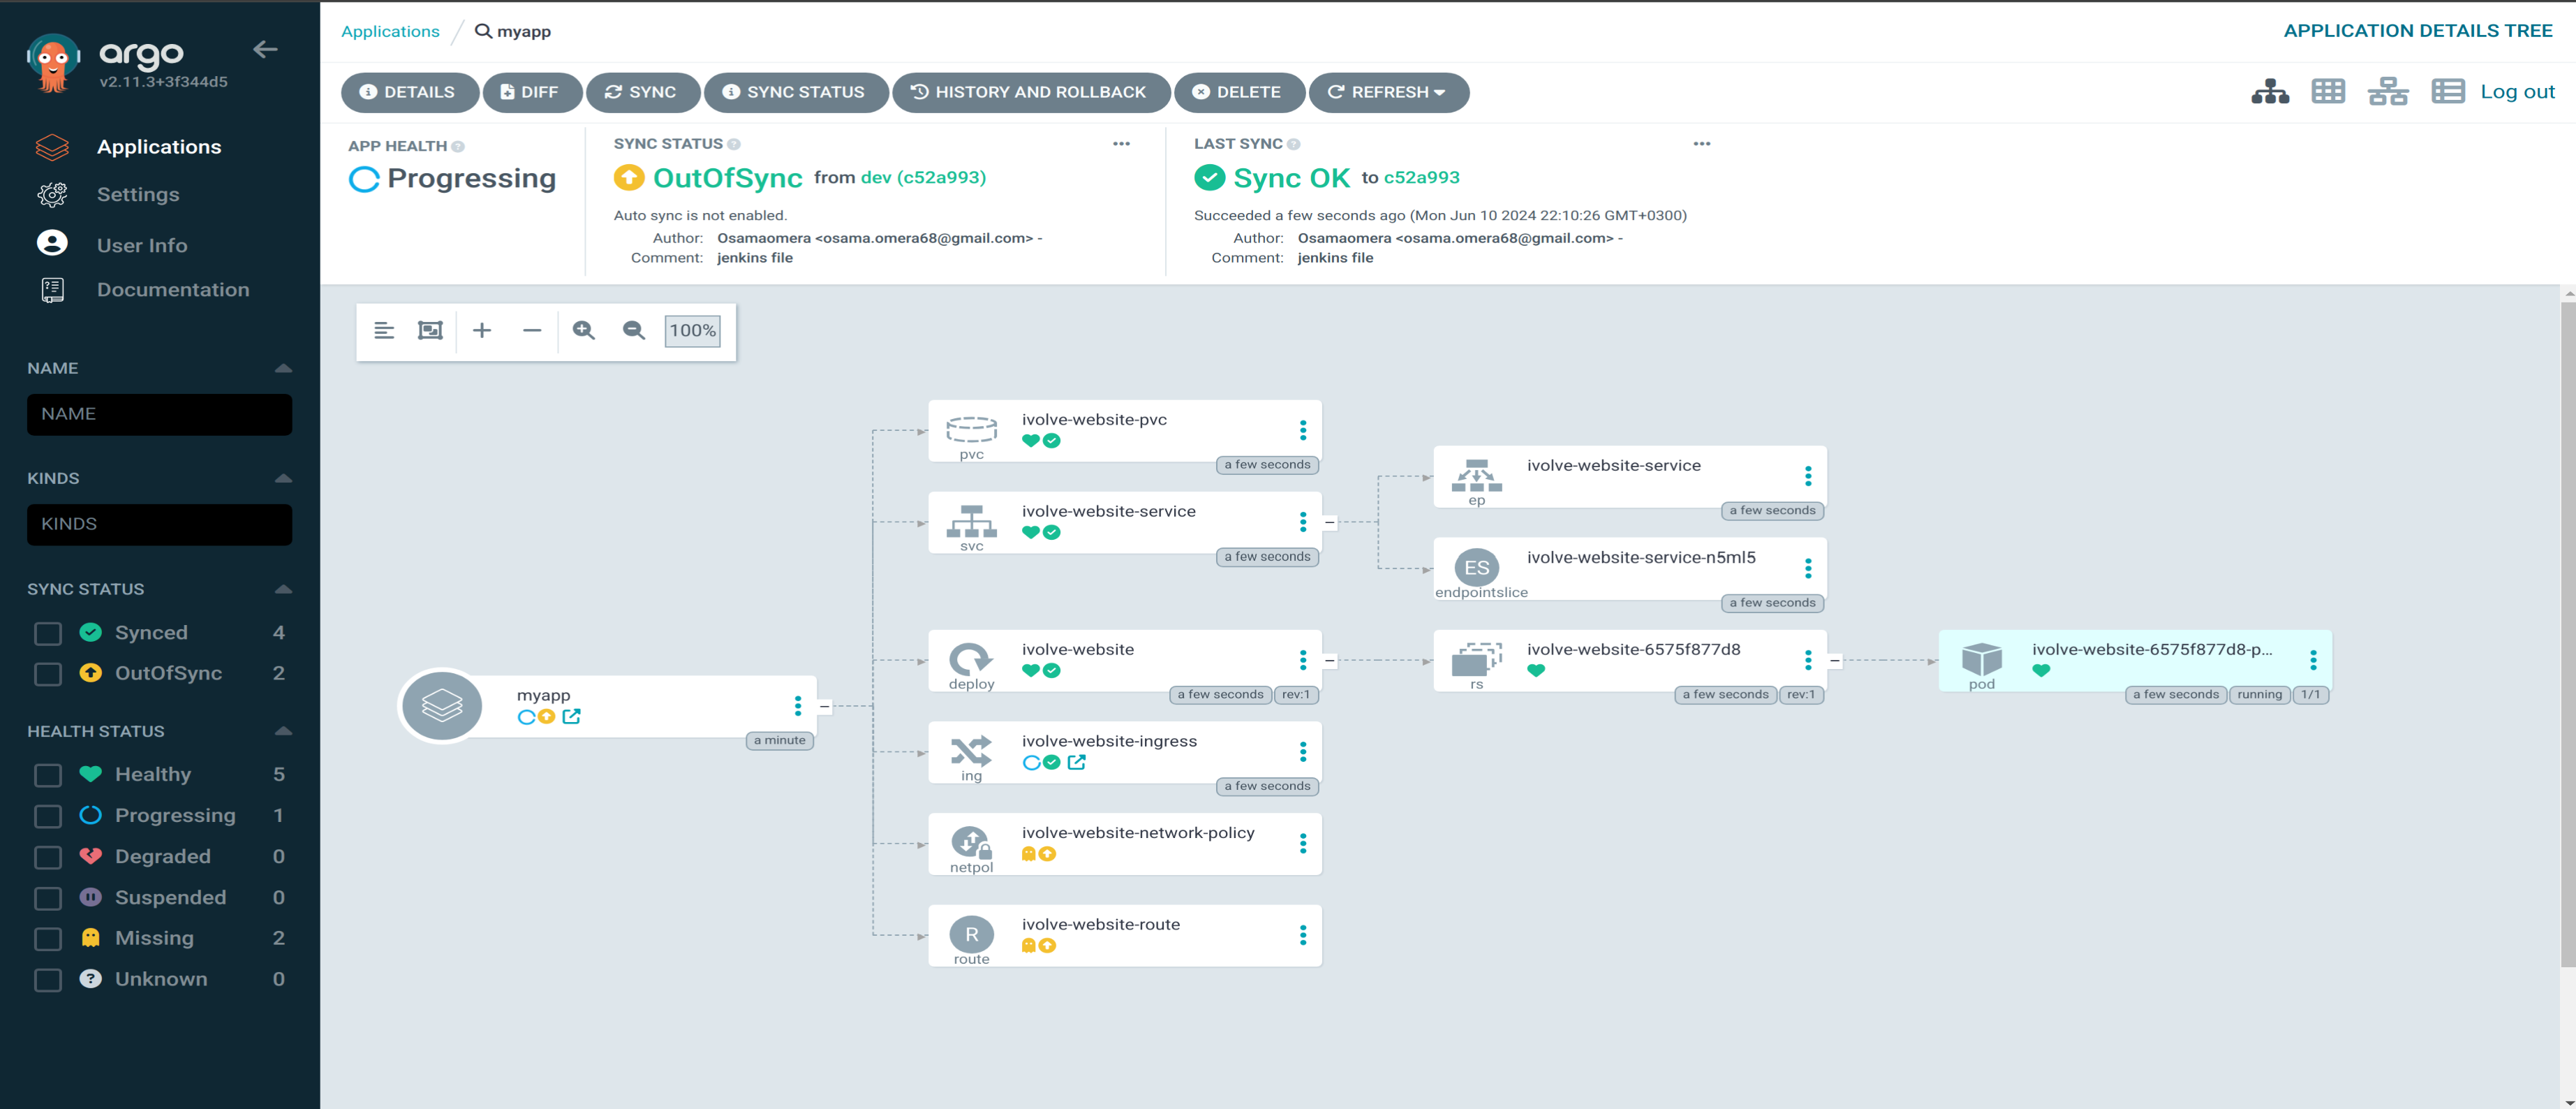 argo
v2.11.3+3f344d5
Applications
Settings
User Info
Documentation
NAME
NAME
KINDS
KINDS
SYNC STATUS
Synced 4
OutOfSync 2
HEALTH STATUS
Healthy 5
Progressing 1
Degraded 0
Suspended 0
Missing 2
Unknown 0
Applications / myapp
APPLICATION DETAILS TREE
DETAILS DIFF SYNC SYNC STATUS HISTORY AND ROLLBACK DELETE REFRESH
Log out
APP HEALTH
Progressing
SYNC STATUS
OutOfSync from dev (c52a993)
Auto sync is not enabled.
Author: Osamaomera <osama.omera68@gmail.com> -
Comment: jenkins file
LAST SYNC
Sync OK to c52a993
Succeeded a few seconds ago (Mon Jun 10 2024 22:10:26 GMT+0300)
Author: Osamaomera <osama.omera68@gmail.com> -
Comment: jenkins file
100%
myapp
a minute
ivolve-website-pvc
pvc
a few seconds
ivolve-website-service
svc
a few seconds
ivolve-website-service
ep
a few seconds
ES
ivolve-website-service-n5ml5
endpointslice
a few seconds
ivolve-website
deploy
a few seconds rev:1
ivolve-website-6575f877d8
rs
a few seconds rev:1
ivolve-website-6575f877d8-p...
pod
a few seconds running 1/1
ivolve-website-ingress
ing
a few seconds
ivolve-website-network-policy
netpol
R
ivolve-website-route
route